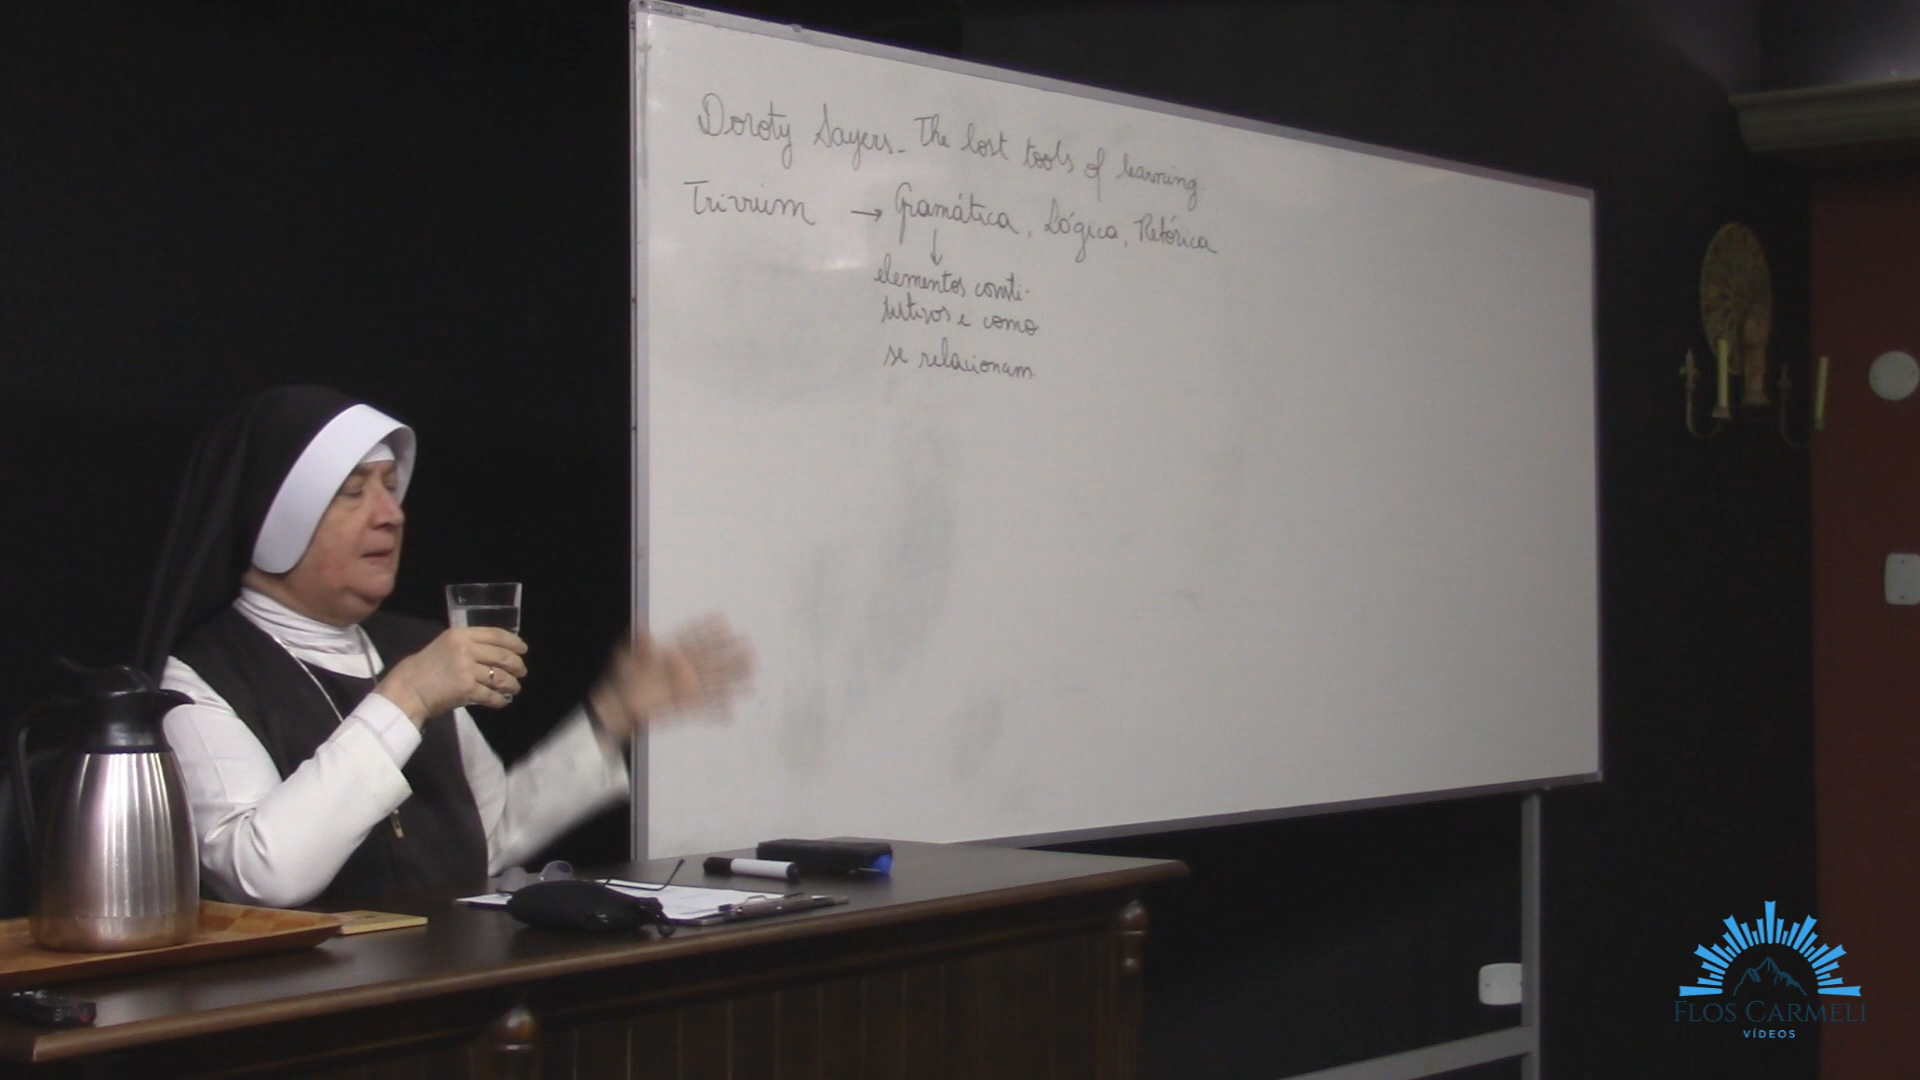 Doroty Sayers - The lost tools of learning
Trivium → Gramática, Lógica, Retórica
↓
elementos consti-
tutivos e como
se relacionam
FLOS CARMELI
VÍDEOS